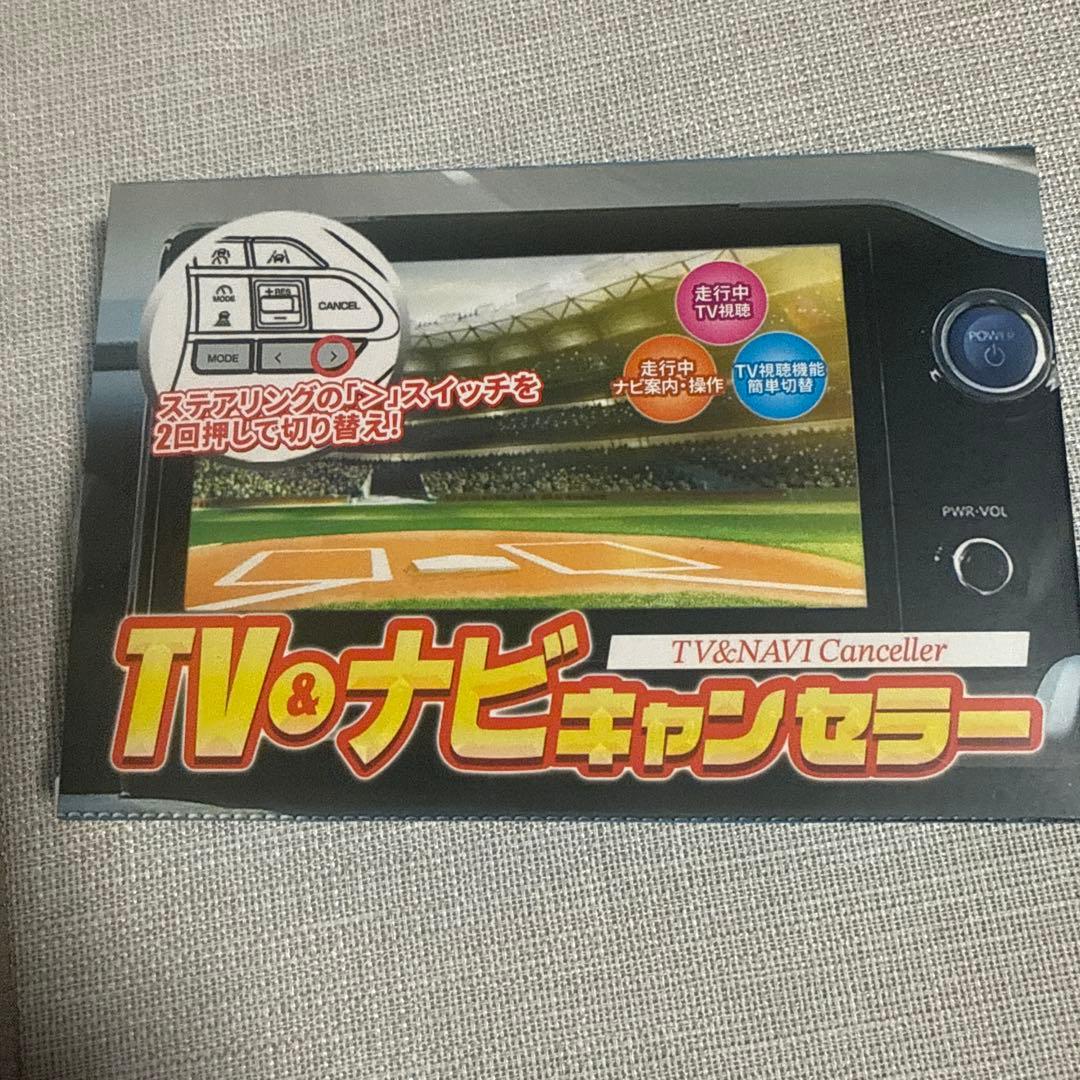 MODE
+RES
CANCEL
MODE
<
>
ステアリングの「>」スイッチを
2回押しで切り替え!
走行中
TV視聴
走行中
ナビ案内・操作
TV視聴機能
簡単切替
POWER
PWR・VOL
TV&NAVI Canceller
TV&ナビキャンセラー